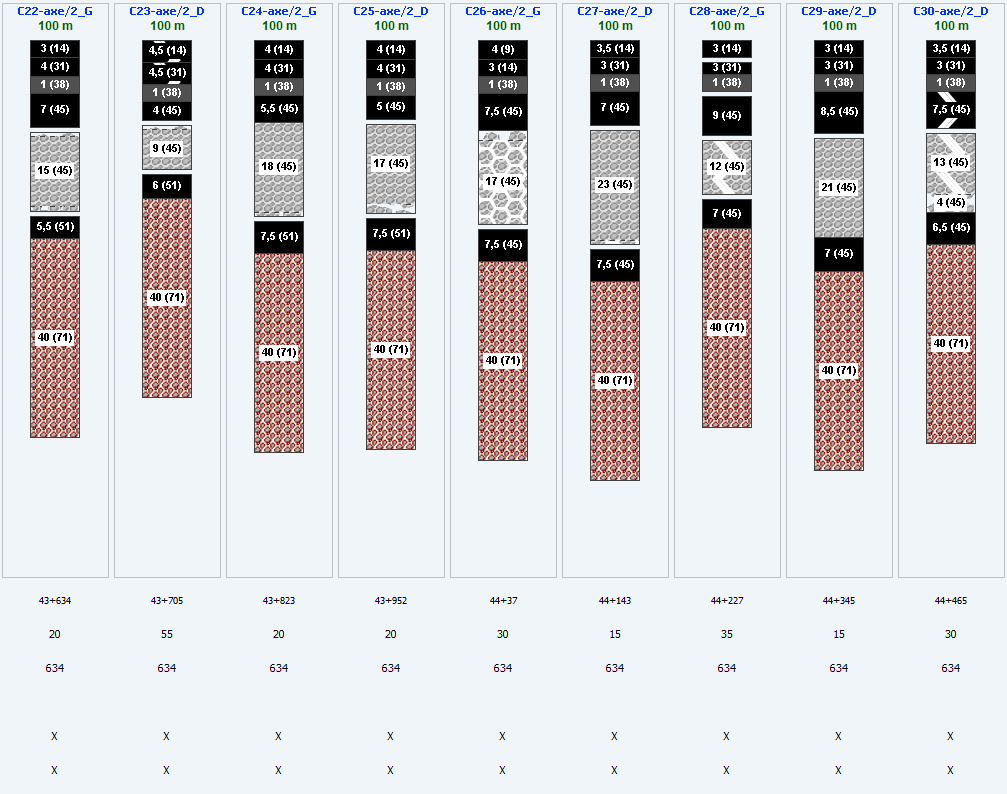 C22-axe/2_G C23-axe/2_D C24-axe/2_G C25-axe/2_D C26-axe/2_G C27-axe/2_D C28-axe/2_G C29-axe/2_D C30-axe/2_D
100 m 100 m 100 m 100 m 100 m 100 m 100 m 100 m 100 m
3 (14) 4,5 (14) 4 (14) 4 (14) 4 (9) 3,5 (14) 3 (14) 3 (14) 3,5 (14)
4 (31) 4,5 (31) 4 (31) 4 (31) 3 (14) 3 (31) 3 (31) 3 (31) 3 (31)
1 (38) 1 (38) 1 (38) 1 (38) 7,5 (45) 1 (38) 1 (38) 1 (38) 1 (38)
7 (45) 4 (45) 5,5 (45) 5 (45) 17 (45) 7 (45) 9 (45) 8,5 (45) 7,5 (45)
15 (45) 9 (45) 18 (45) 17 (45) 7,5 (45) 23 (45) 12 (45) 21 (45) 13 (45)
5,5 (51) 6 (51) 7,5 (51) 7,5 (51) 40 (71) 7,5 (45) 7 (45) 7 (45) 4 (45)
40 (71) 40 (71) 40 (71) 40 (71) 40 (71) 40 (71) 40 (71) 6,5 (45)
40 (71)
43+634 43+705 43+823 43+952 44+37 44+143 44+227 44+345 44+465
20 55 20 20 30 15 35 15 30
634 634 634 634 634 634 634 634 634
X X X X X X X X X
X X X X X X X X X